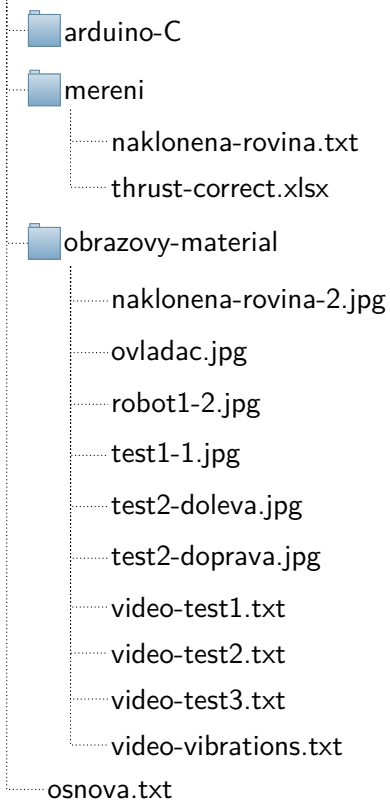 arduino-C
mereni
naklonena-rovina.txt
thrust-correct.xlsx
obrazovy-material
naklonena-rovina-2.jpg
ovladac.jpg
robot1-2.jpg
test1-1.jpg
test2-doleva.jpg
test2-doprava.jpg
video-test1.txt
video-test2.txt
video-test3.txt
video-vibrations.txt
osnova.txt